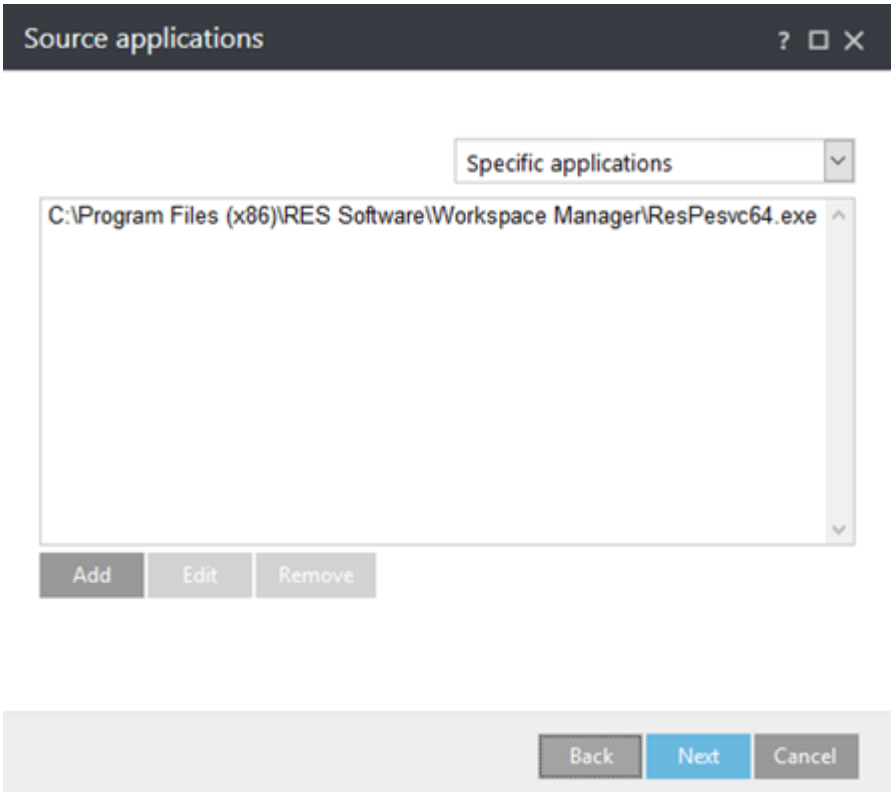 Source applications ?
Specific applications
C:\Program Files (x86)\RES Software\Workspace Manager\ResPesvc64.exe
Add Edit Remove
Back Next Cancel